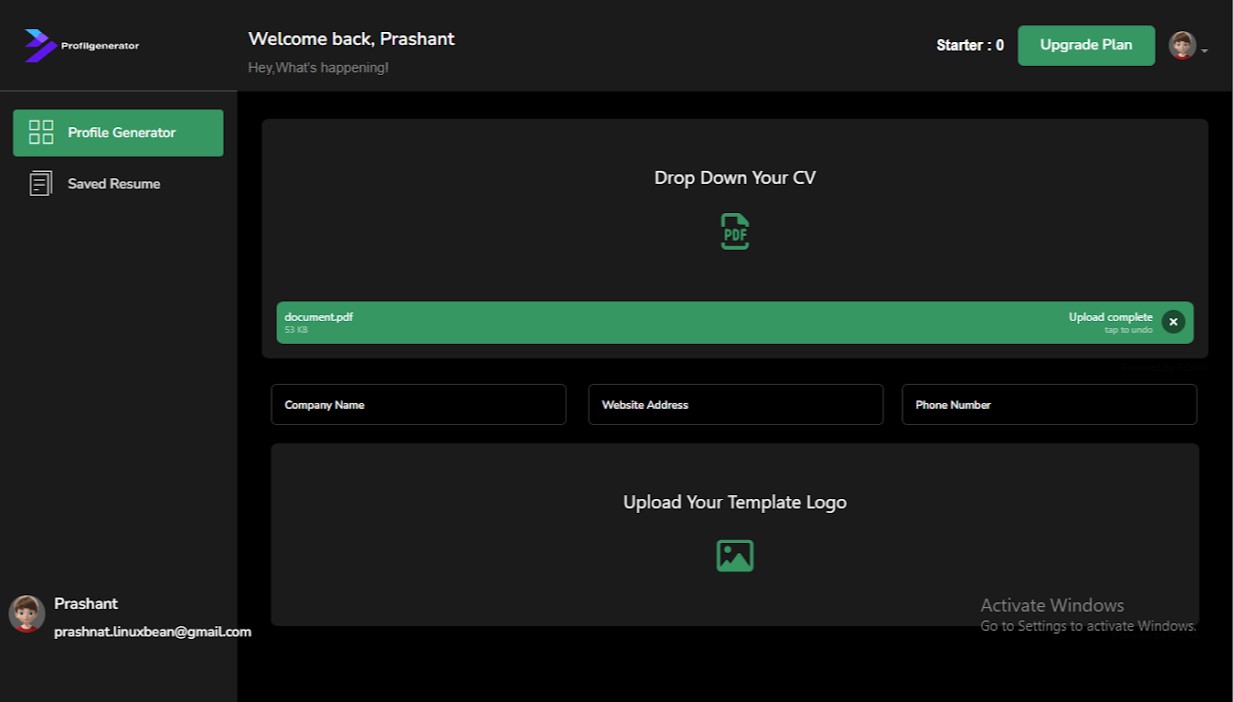 Profilgenerator
Welcome back, Prashant
Hey,What's happening!
Starter : 0
Upgrade Plan
Profile Generator
Saved Resume
Drop Down Your CV
PDF
document.pdf
53 KB
Upload complete
tap to undo
Company Name
Website Address
Phone Number
Upload Your Template Logo
Prashant
prashnat.linuxbean@gmail.com
Activate Windows
Go to Settings to activate Windows.